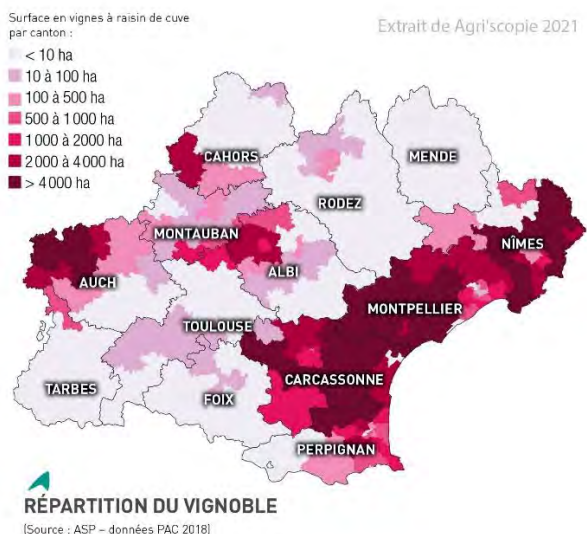 Surface en vignes à raisin de cuve
par canton :
< 10 ha
10 à 100 ha
100 à 500 ha
500 à 1 000 ha
1 000 à 2000 ha
2 000 à 4 000 ha
> 4 000 ha
Extrait de Agri'scopie 2021
CAHORS
MENDE
RODEZ
MONTAUBAN
NÎMES
ALBI
AUCH
MONTPELLIER
TOULOUSE
CARCASSONNE
TARBES
FOIX
PERPIGNAN
RÉPARTITION DU VIGNOBLE
(Source : ASP – données PAC 2018)